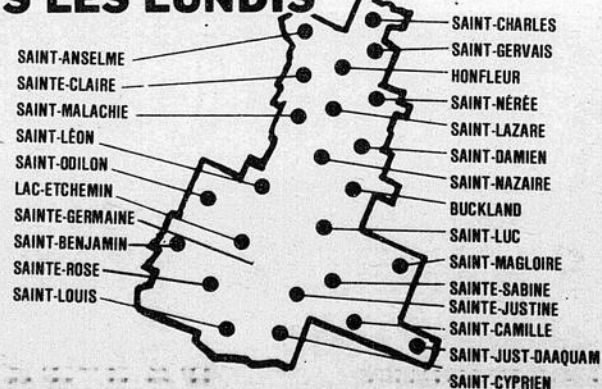 S LES LUNDIS
SAINT-ANSELME
SAINTE-CLAIRE
SAINT-MALACHIE
SAINT-LÉON
SAINT-ODILON
LAC-ETCHEMIN
SAINTE-GERMAINE
SAINT-BENJAMIN
SAINTE-ROSE
SAINT-LOUIS
SAINT-CHARLES
SAINT-GERVAIS
HONFLEUR
SAINT-NÉRÉE
SAINT-LAZARE
SAINT-DAMIEN
SAINT-NAZAIRE
BUCKLAND
SAINT-LUC
SAINT-MAGLOIRE
SAINTE-SABINE
SAINTE-JUSTINE
SAINT-CAMILLE
SAINT-JUST-DAAQUAM
SAINT-CYPRIEN